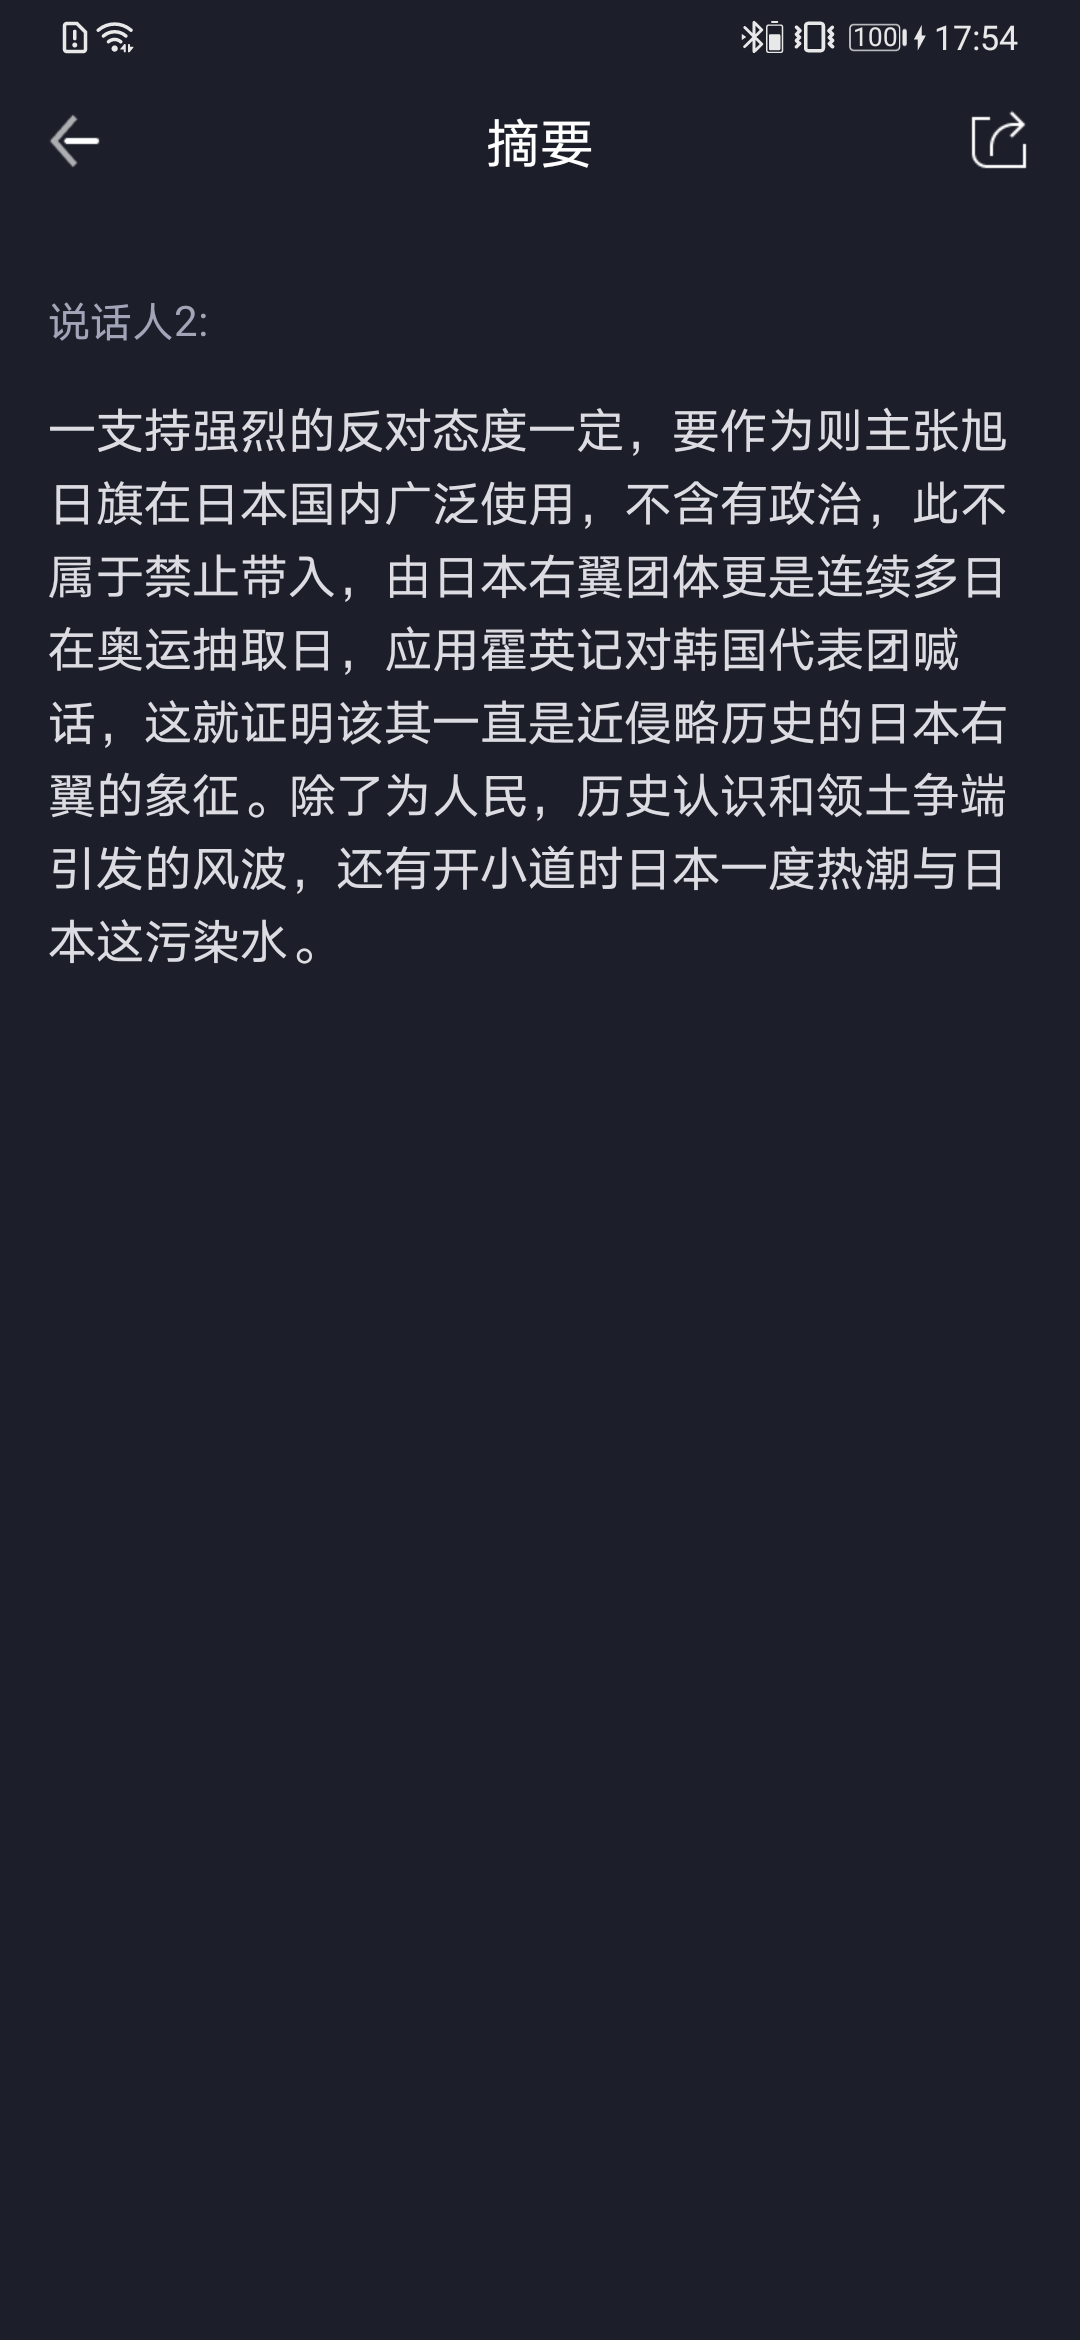 100 17:54
摘要
说话人2:
一支持强烈的反对态度一定，要作为则主张旭
日旗在日本国内广泛使用，不含有政治，此不
属于禁止带入，由日本右翼团体更是连续多日
在奥运抽取日，应用霍英记对韩国代表团喊
话，这就证明该其一直是近侵略历史的日本右
翼的象征。除了为人民，历史认识和领土争端
引发的风波，还有开小道时日本一度热潮与日
本这污染水。